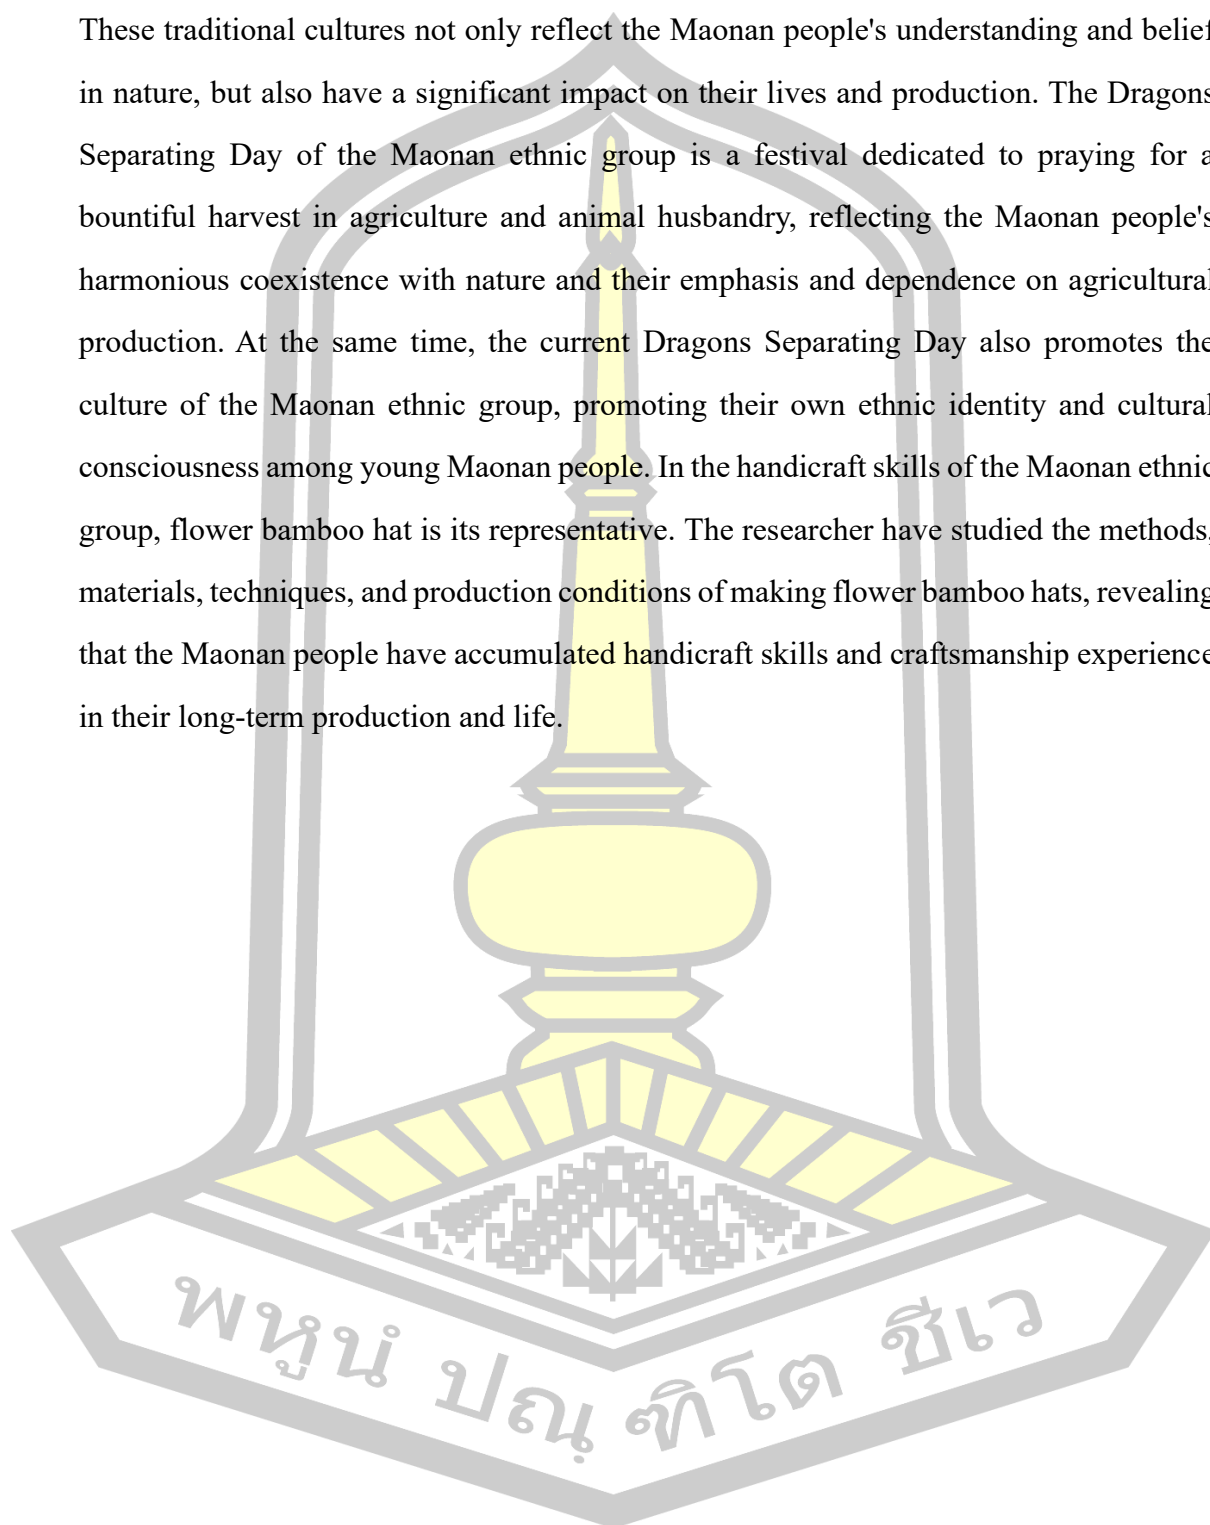 These traditional cultures not only reflect the Maonan people's understanding and belief
in nature, but also have a significant impact on their lives and production. The Dragons
Separating Day of the Maonan ethnic group is a festival dedicated to praying for a
bountiful harvest in agriculture and animal husbandry, reflecting the Maonan people's
harmonious coexistence with nature and their emphasis and dependence on agricultural
production. At the same time, the current Dragons Separating Day also promotes the
culture of the Maonan ethnic group, promoting their own ethnic identity and cultural
consciousness among young Maonan people. In the handicraft skills of the Maonan ethnic
group, flower bamboo hat is its representative. The researcher have studied the methods,
materials, techniques, and production conditions of making flower bamboo hats, revealing
that the Maonan people have accumulated handicraft skills and craftsmanship experience
in their long-term production and life.
พหูนํ ปณฺฑิโต ชีเว